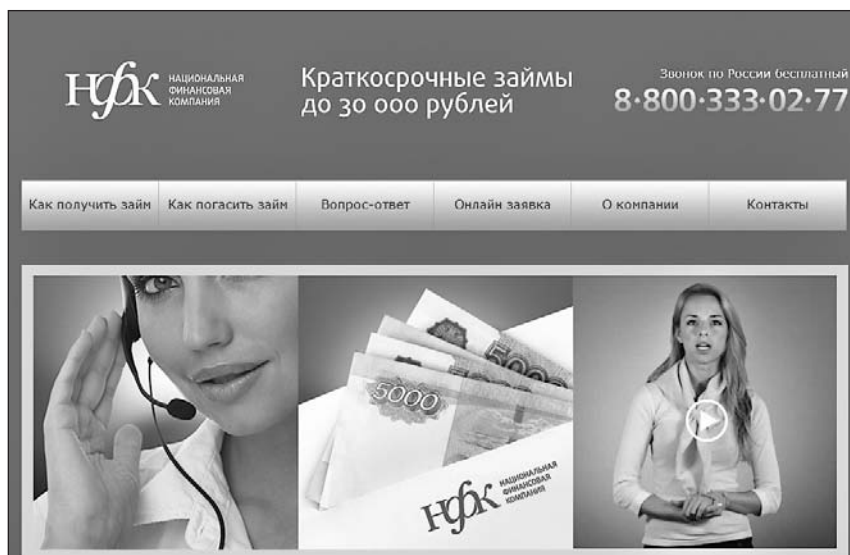 НФК
НАЦИОНАЛЬНАЯ
ФИНАНСОВАЯ
КОМПАНИЯ
Краткосрочные займы
до 30 000 рублей
Звонок по России бесплатный
8·800·333·02·77
Как получить займ
Как погасить займ
Вопрос-ответ
Онлайн заявка
О компании
Контакты
5000
5000
НФК
НАЦИОНАЛЬНАЯ
ФИНАНСОВАЯ
КОМПАНИЯ